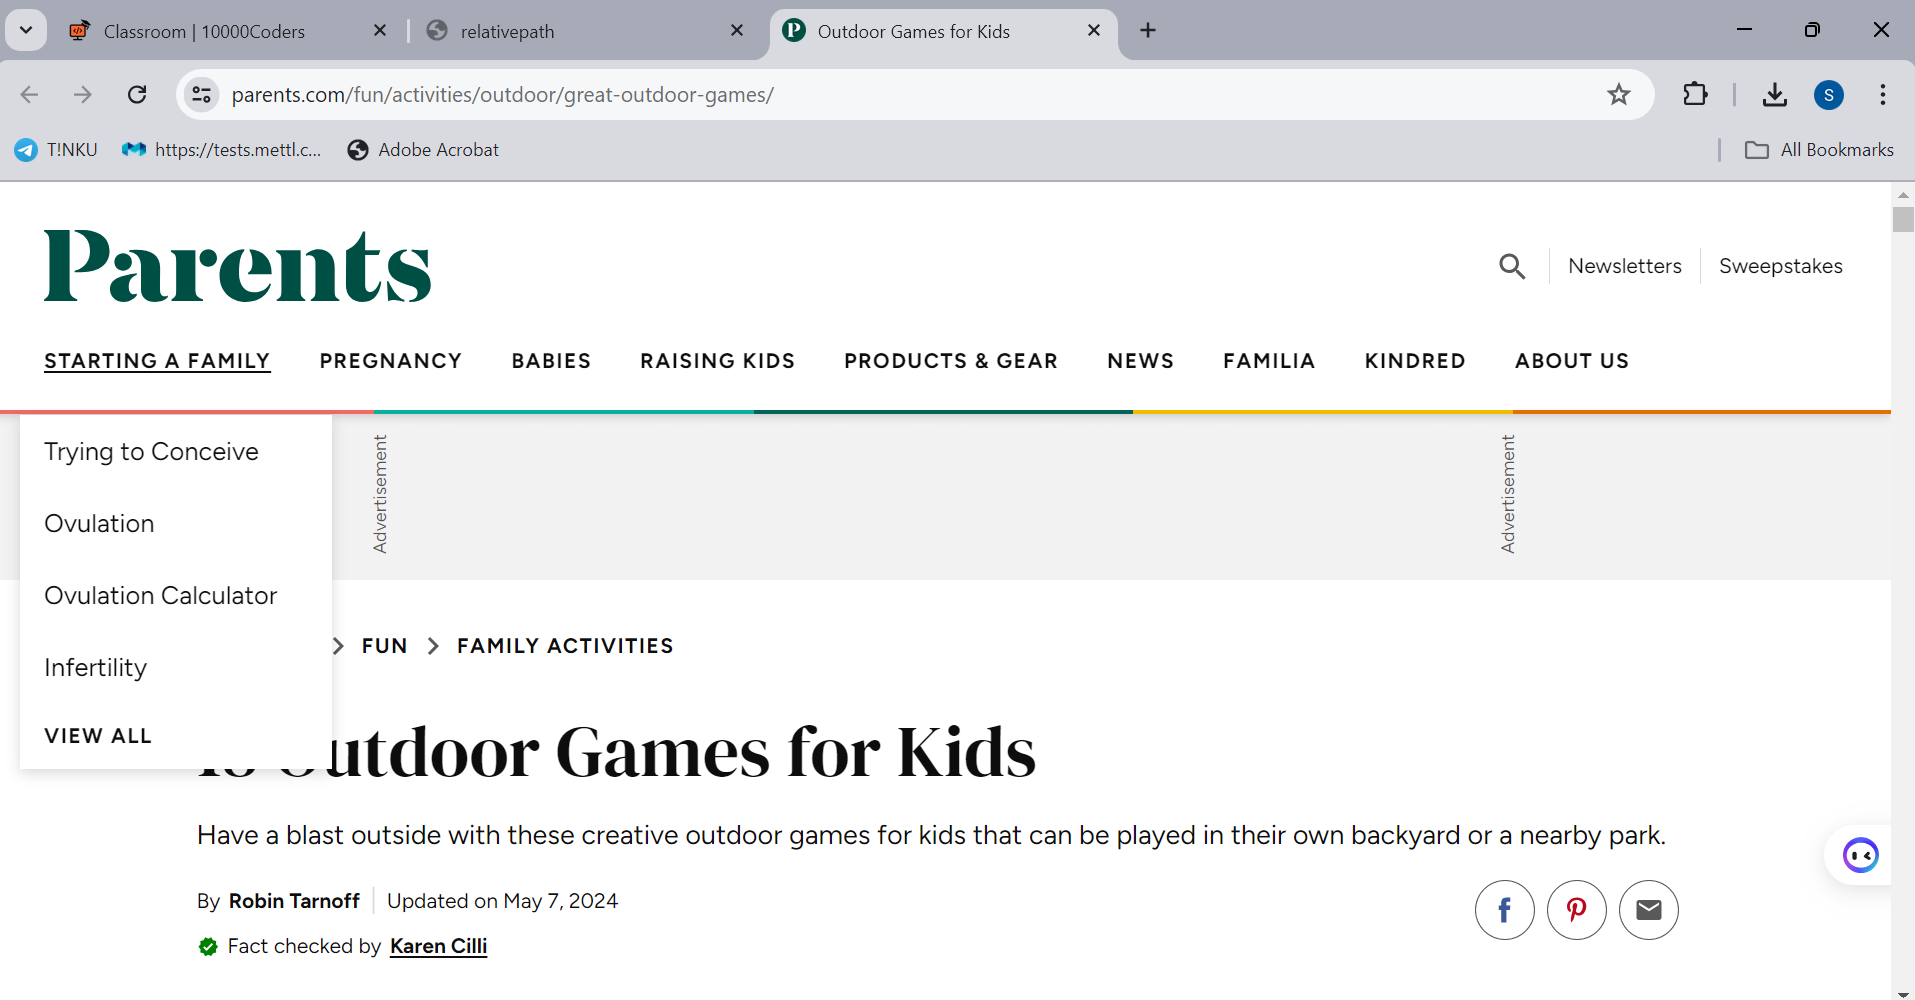 Classroom | 10000Coders
relativepath
Outdoor Games for Kids
parents.com/fun/activities/outdoor/great-outdoor-games/
S
T!NKU
https://tests.mettl.c...
Adobe Acrobat
All Bookmarks
Parents
Newsletters
Sweepstakes
STARTING A FAMILY
PREGNANCY
BABIES
RAISING KIDS
PRODUCTS & GEAR
NEWS
FAMILIA
KINDRED
ABOUT US
Trying to Conceive
Ovulation
Ovulation Calculator
Infertility
VIEW ALL
Advertisement
Advertisement
FUN
FAMILY ACTIVITIES
Outdoor Games for Kids
Have a blast outside with these creative outdoor games for kids that can be played in their own backyard or a nearby park.
By Robin Tarnoff
Updated on May 7, 2024
Fact checked by Karen Cilli